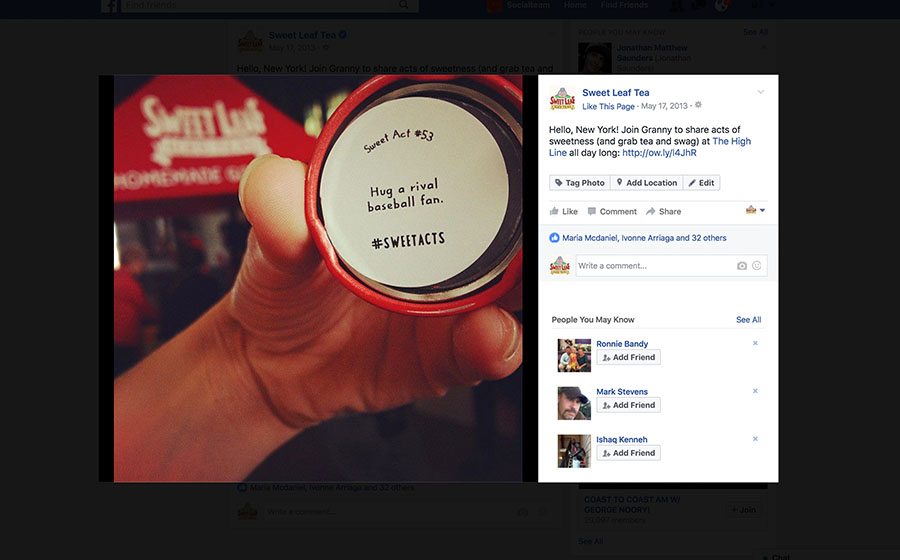 Find friends
Socialteam
Home
Find Friends
Sweet Leaf Tea
May 17, 2013 ·
Hello, New York! Join Granny to share acts of sweetness (and grab tea and
PEOPLE YOU MAY KNOW
See All
Jonathan Matthew
Saunders (Jonathan
Saunders)
SWEET LEAF
HOMEMADE
Sweet Act #53
Hug a rival
baseball fan.
#SWEETACTS
SWEET LEAF
Sweet Leaf Tea
Like This Page · May 17, 2013 ·
Hello, New York! Join Granny to share acts of
sweetness (and grab tea and swag) at The High
Line all day long: http://ow.ly/l4JhR
Tag Photo
Add Location
Edit
Like
Comment
Share
Maria Mcdaniel, Ivonne Arriaga and 32 others
SWEET LEAF
Write a comment...
People You May Know
See All
Ronnie Bandy
Add Friend
Mark Stevens
Add Friend
Ishaq Kenneh
Add Friend
Maria Mcdaniel, Ivonne Arriaga and 32 others
Write a comment...
COAST TO COAST AM W/
GEORGE NOORY!
+ Join
members
See All
Chat